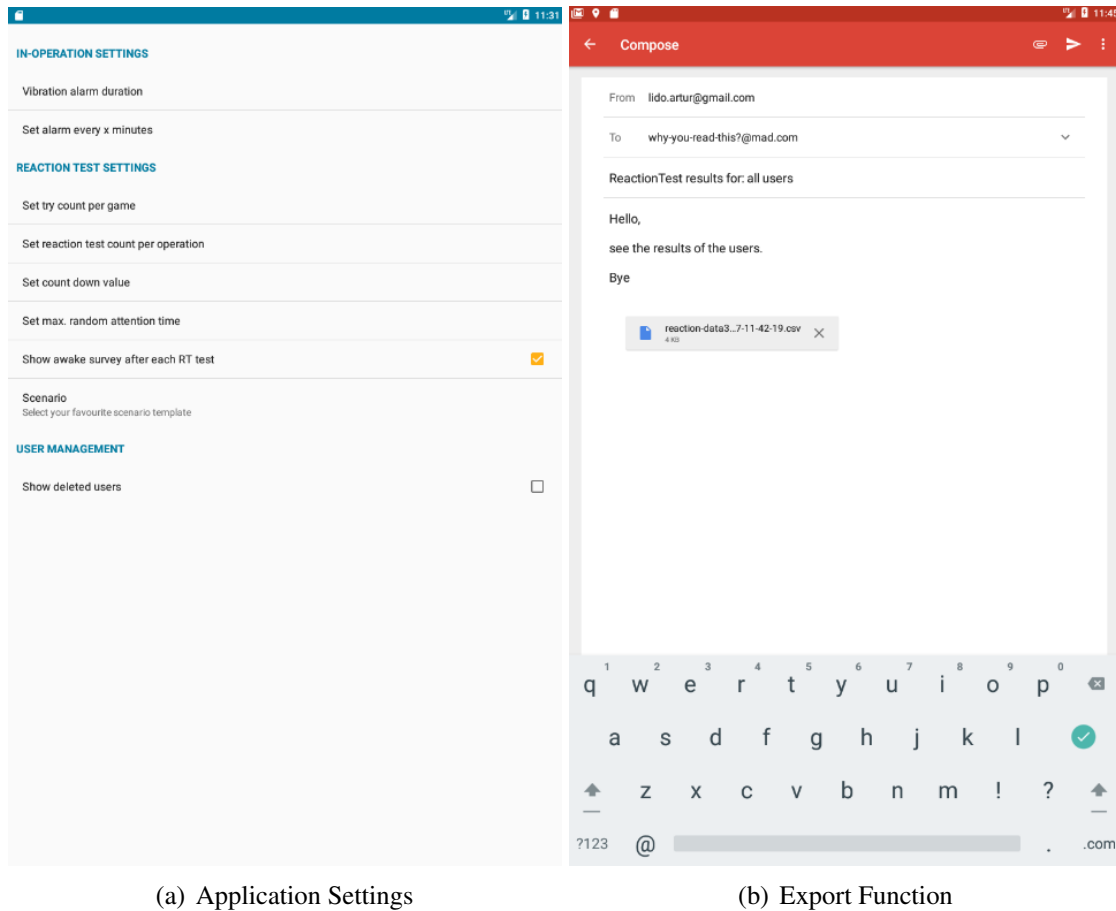 11:31
IN-OPERATION SETTINGS
Vibration alarm duration
Set alarm every x minutes
REACTION TEST SETTINGS
Set try count per game
Set reaction test count per operation
Set count down value
Set max. random attention time
Show awake survey after each RT test
Scenario
Select your favourite scenario template
USER MANAGEMENT
Show deleted users
(a) Application Settings
11:45
Compose
From lido.artur@gmail.com
To why-you-read-this?@mad.com
ReactionTest results for: all users
Hello,
see the results of the users.
Bye
reaction-data3...7-11-42-19.csv
4 KB
1 2 3 4 5 6 7 8 9 0
q w e r t y u i o p
a s d f g h j k l
z x c v b n m ! ?
?123 @ . .com
(b) Export Function